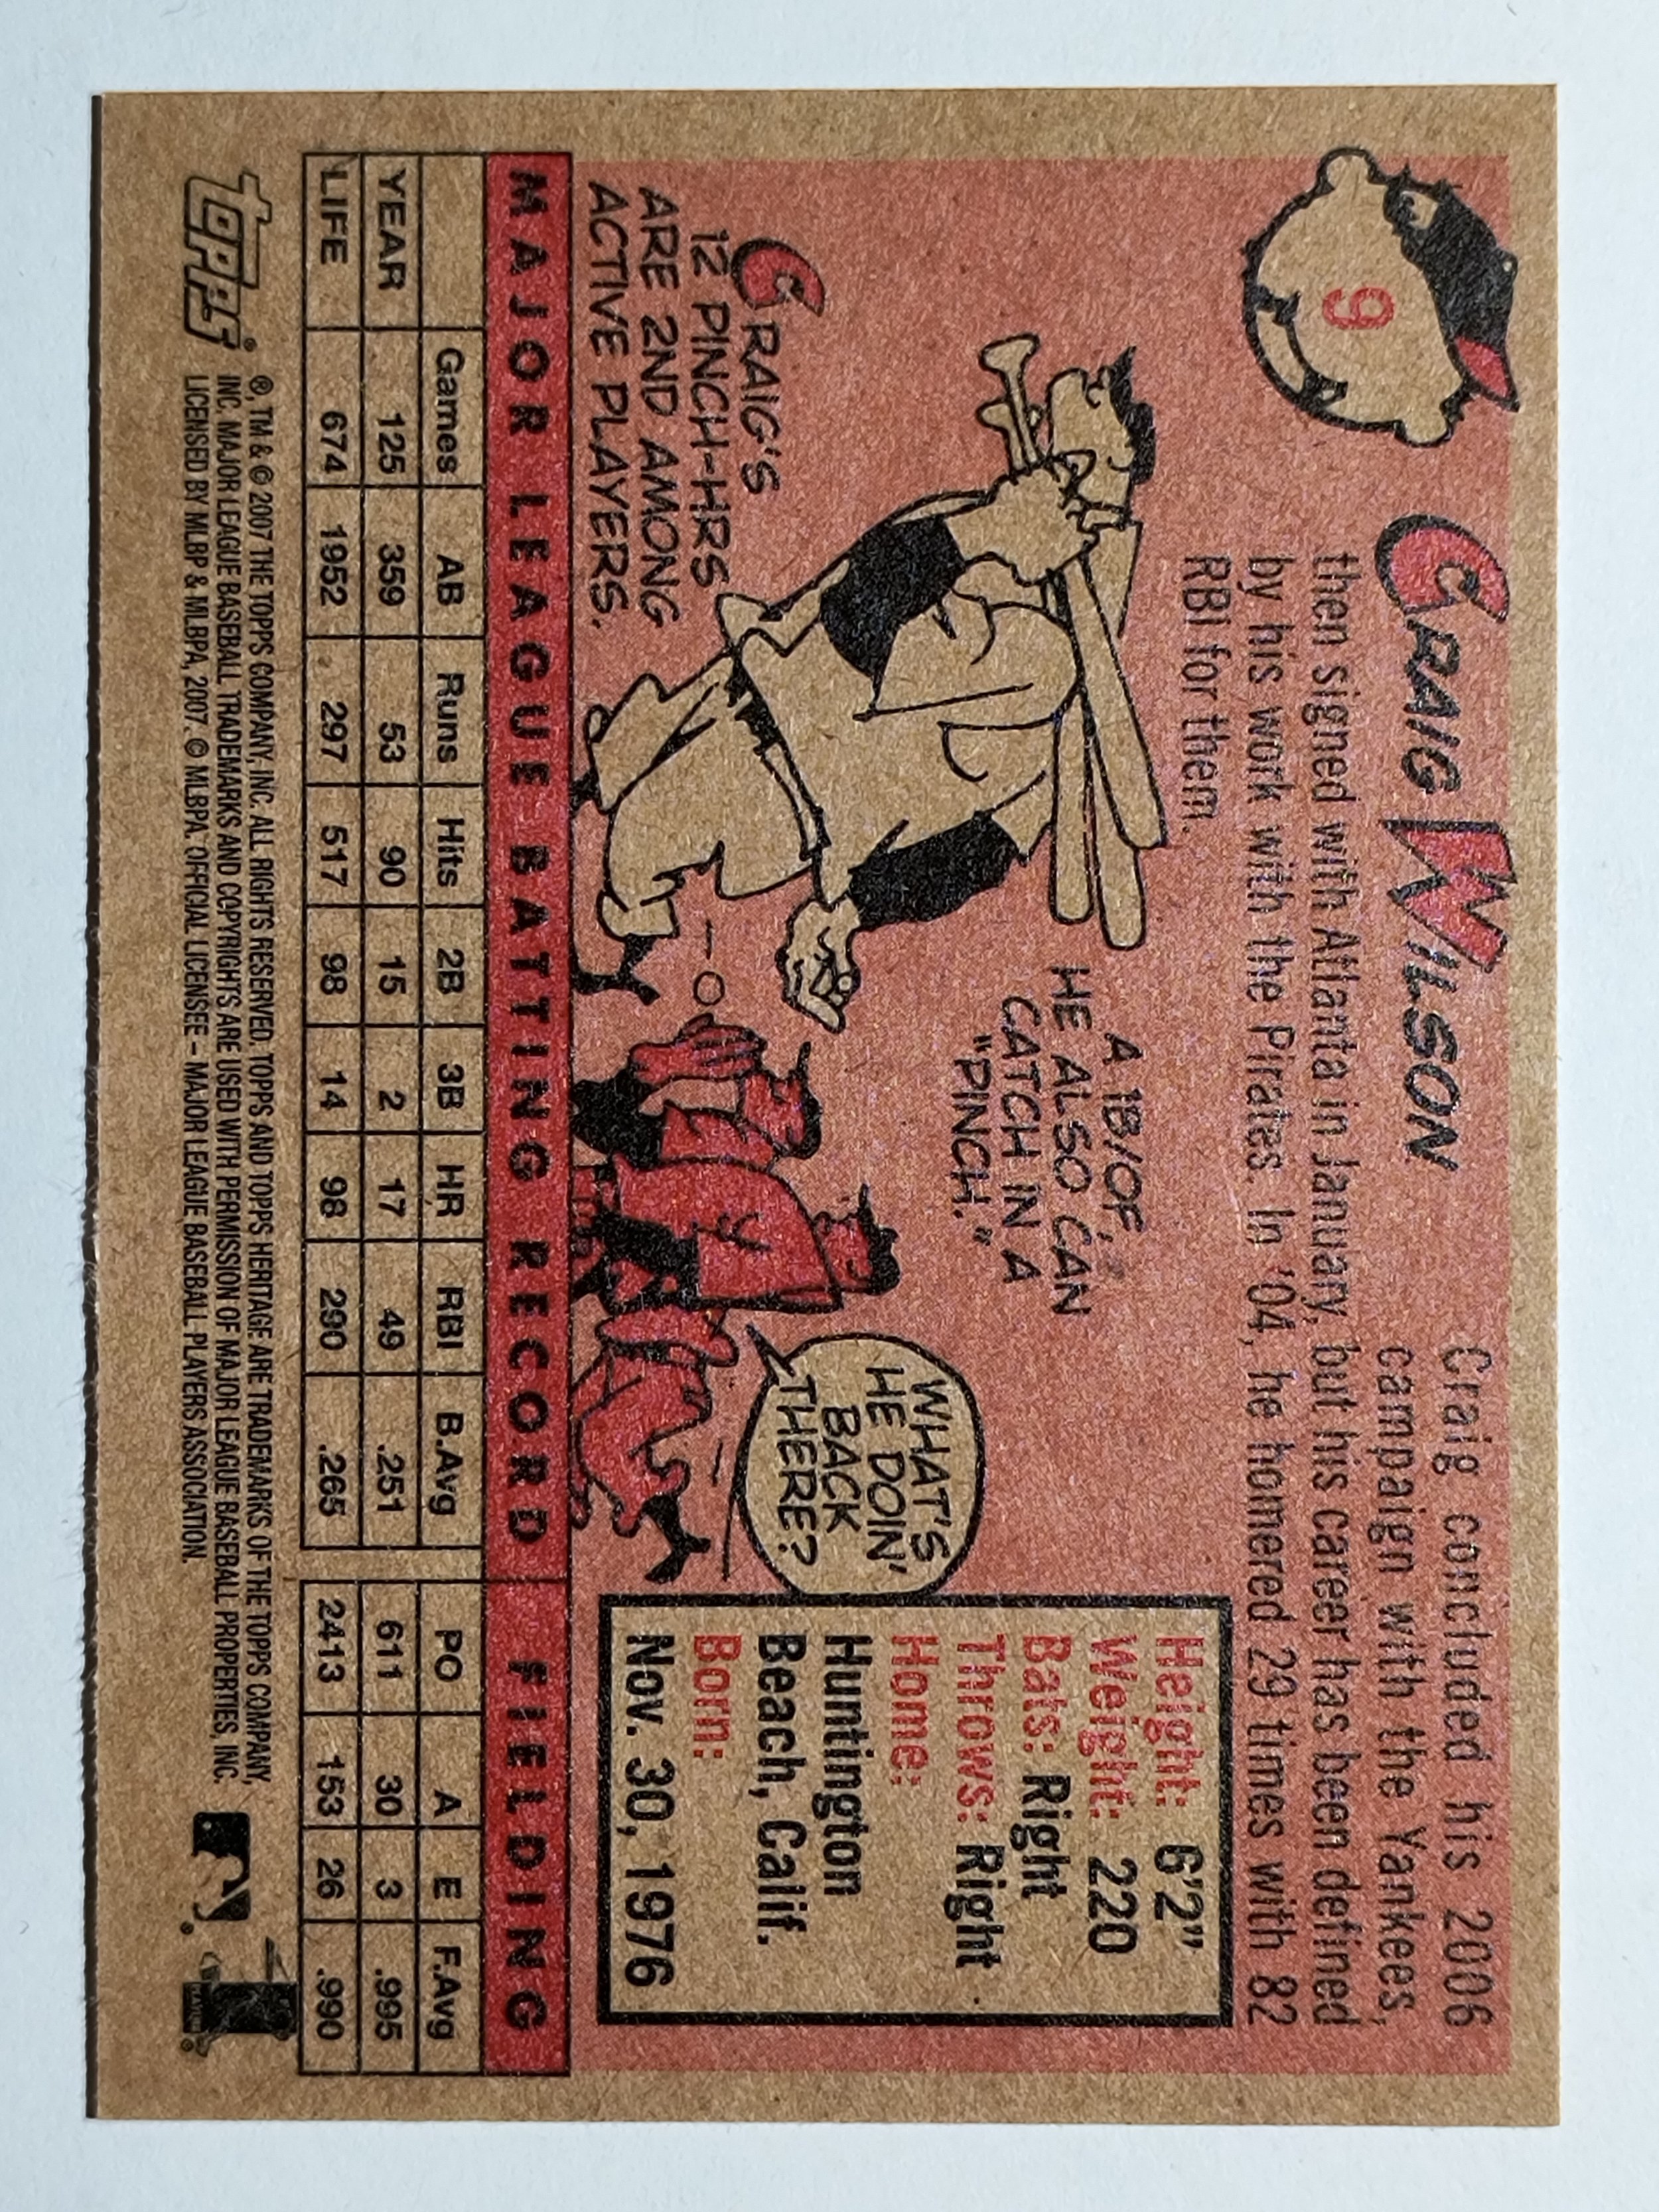 9
CRAIG WILSON
Craig concluded his 2006
campaign with the Yankees,
then signed with Atlanta in January, but his career has been defined
by his work with the Pirates. In '04, he homered 29 times with 82
RBI for them.
CRAIG'S
12 PINCH-HRS
ARE 2ND AMONG
ACTIVE PLAYERS.
A 1B/OF,
HE ALSO CAN
CATCH IN A
"PINCH."
WHAT'S
HE DOIN'
BACK
THERE?
Height: 6'2"
Weight: 220
Bats: Right
Throws: Right
Home:
Huntington
Beach, Calif.
Born:
Nov. 30, 1976
MAJOR LEAGUE BATTING RECORD FIELDING
Games AB Runs Hits 2B 3B HR RBI B.Avg PO A E F.Avg
YEAR 125 359 53 90 15 2 17 49 .251 611 30 3 .995
LIFE 674 1952 297 517 98 14 98 290 .265 2413 153 26 .990
topps®
®, TM & © 2007 THE TOPPS COMPANY, INC. ALL RIGHTS RESERVED. TOPPS AND TOPPS HERITAGE ARE TRADEMARKS OF THE TOPPS COMPANY,
INC. MAJOR LEAGUE BASEBALL TRADEMARKS AND COPYRIGHTS ARE USED WITH PERMISSION OF MAJOR LEAGUE BASEBALL PROPERTIES, INC.
LICENSED BY MLBP & MLBPA, 2007. © MLBPA. OFFICIAL LICENSEE – MAJOR LEAGUE BASEBALL PLAYERS ASSOCIATION.